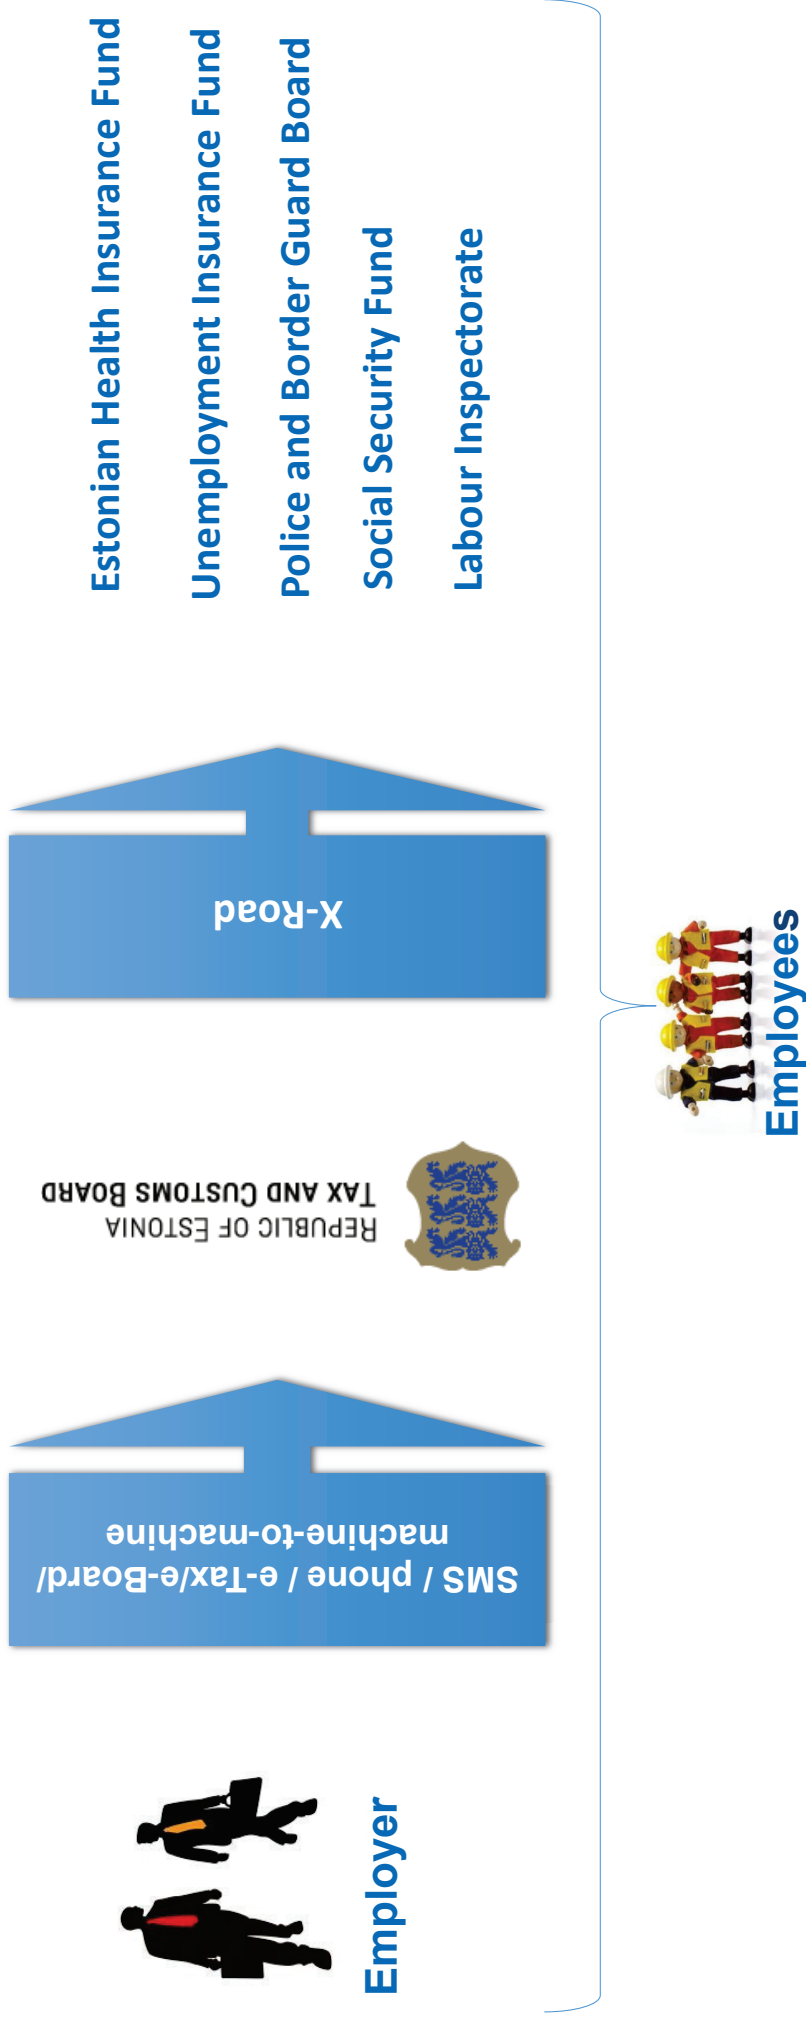 Employer
SMS / phone / e-Tax/e-Board/
machine-to-machine
REPUBLIC OF ESTONIA
TAX AND CUSTOMS BOARD
X-Road
Estonian Health Insurance Fund
Unemployment Insurance Fund
Police and Border Guard Board
Social Security Fund
Labour Inspectorate
Employees